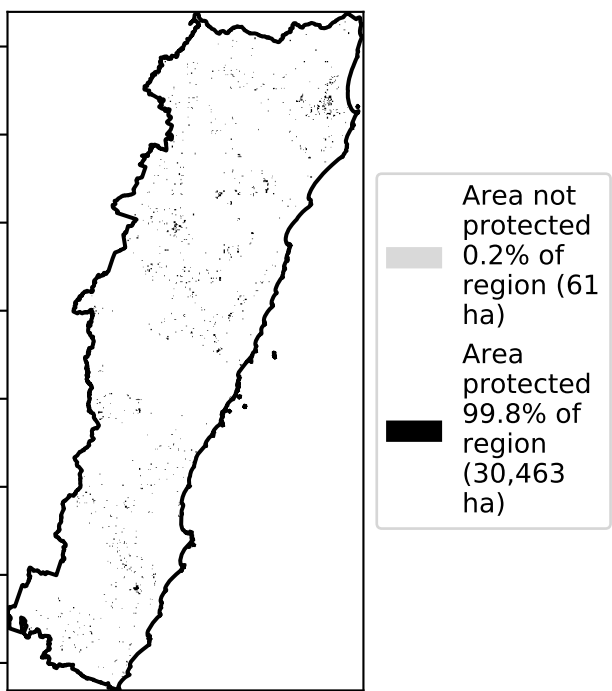 Area not
protected
0.2% of
region (61
ha)
Area
protected
99.8% of
region
(30,463
ha)